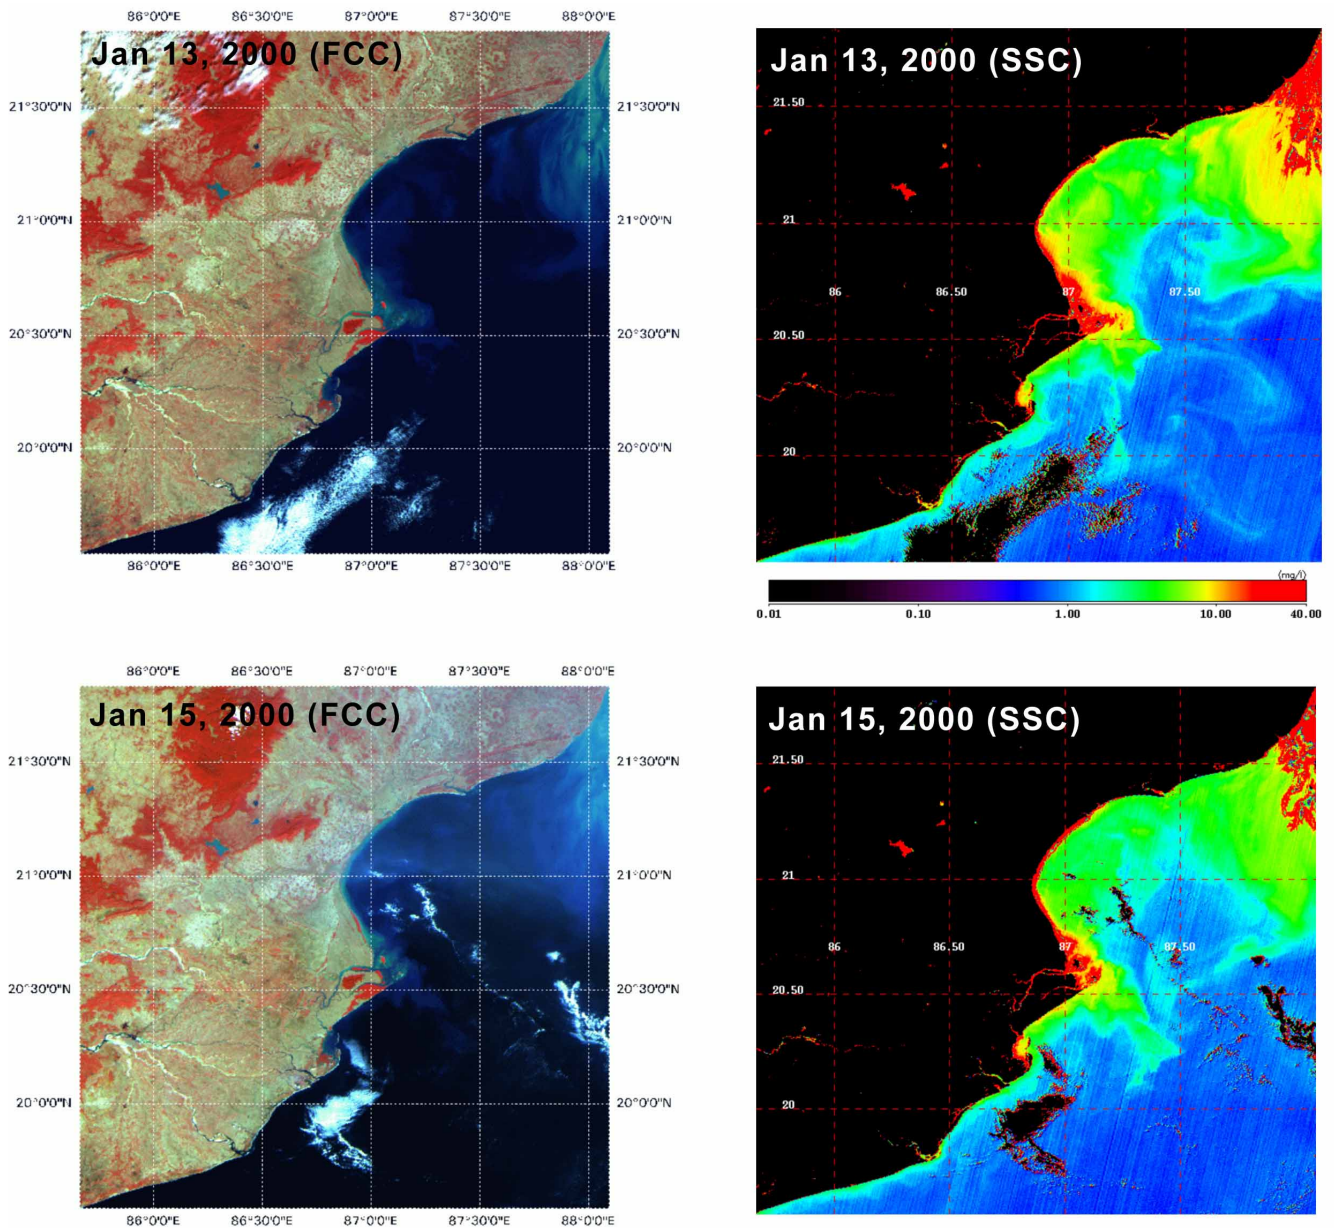 86°0'0"E 86°30'0"E 87°0'0"E 87°30'0"E 88°0'0"E
Jan 13, 2000 (FCC)
21°30'0"N 21°30'0"N
21°0'0"N 21°0'0"N
20°30'0"N 20°30'0"N
20°0'0"N 20°0'0"N
86°0'0"E 86°30'0"E 87°0'0"E 87°30'0"E 88°0'0"E
Jan 13, 2000 (SSC)
21.50
21
86 86.50 87 87.50
20.50
20
(mg/l)
0.01 0.10 1.00 10.00 40.00
86°0'0"E 86°30'0"E 87°0'0"E 87°30'0"E 88°0'0"E
Jan 15, 2000 (FCC)
21°30'0"N 21°30'0"N
21°0'0"N 21°0'0"N
20°30'0"N 20°30'0"N
20°0'0"N 20°0'0"N
86°0'0"E 86°30'0"E 87°0'0"E 87°30'0"E 88°0'0"E
Jan 15, 2000 (SSC)
21.50
21
86 86.50 87 87.50
20.50
20